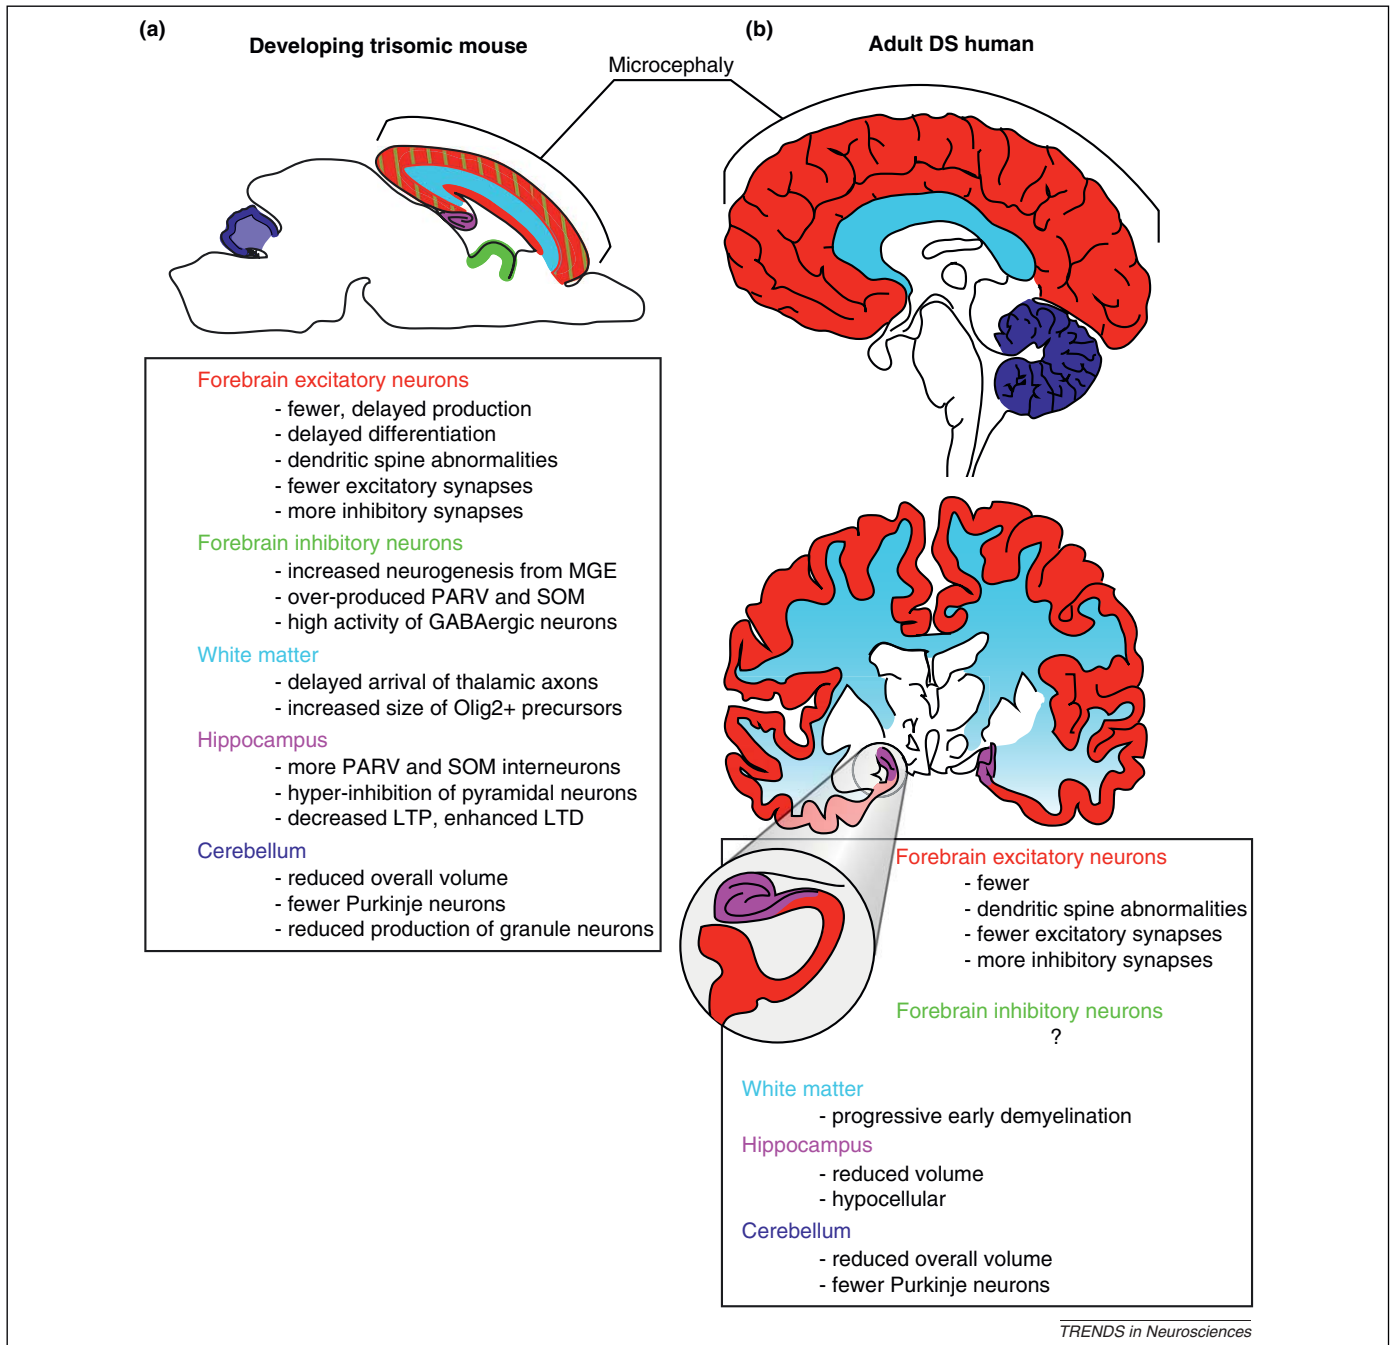 (a)
Developing trisomic mouse
(b)
Adult DS human
Microcephaly
Forebrain excitatory neurons
- fewer, delayed production
- delayed differentiation
- dendritic spine abnormalities
- fewer excitatory synapses
- more inhibitory synapses
Forebrain inhibitory neurons
- increased neurogenesis from MGE
- over-produced PARV and SOM
- high activity of GABAergic neurons
White matter
- delayed arrival of thalamic axons
- increased size of Olig2+ precursors
Hippocampus
- more PARV and SOM interneurons
- hyper-inhibition of pyramidal neurons
- decreased LTP, enhanced LTD
Cerebellum
- reduced overall volume
- fewer Purkinje neurons
- reduced production of granule neurons
Forebrain excitatory neurons
- fewer
- dendritic spine abnormalities
- fewer excitatory synapses
- more inhibitory synapses
Forebrain inhibitory neurons
?
White matter
- progressive early demyelination
Hippocampus
- reduced volume
- hypocellular
Cerebellum
- reduced overall volume
- fewer Purkinje neurons
TRENDS in Neurosciences